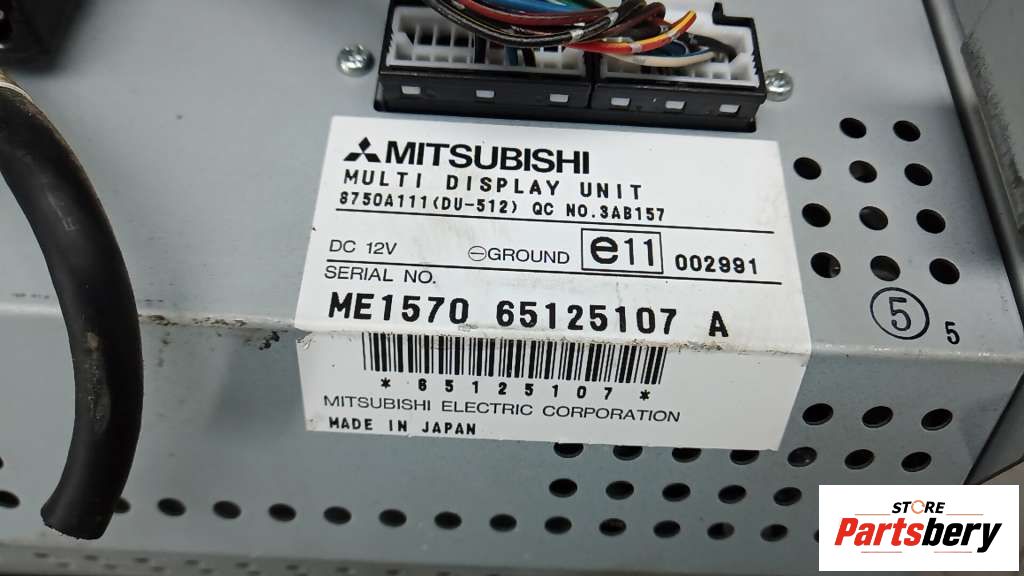 MITSUBISHI
MULTI DISPLAY UNIT
8750A111(DU-512) QC NO.3AB157
DC 12V ⊖GROUND e11 002991
SERIAL NO.
ME1570 65125107 A
*65125107*
MITSUBISHI ELECTRIC CORPORATION
MADE IN JAPAN
5 5
STORE
Partsbery